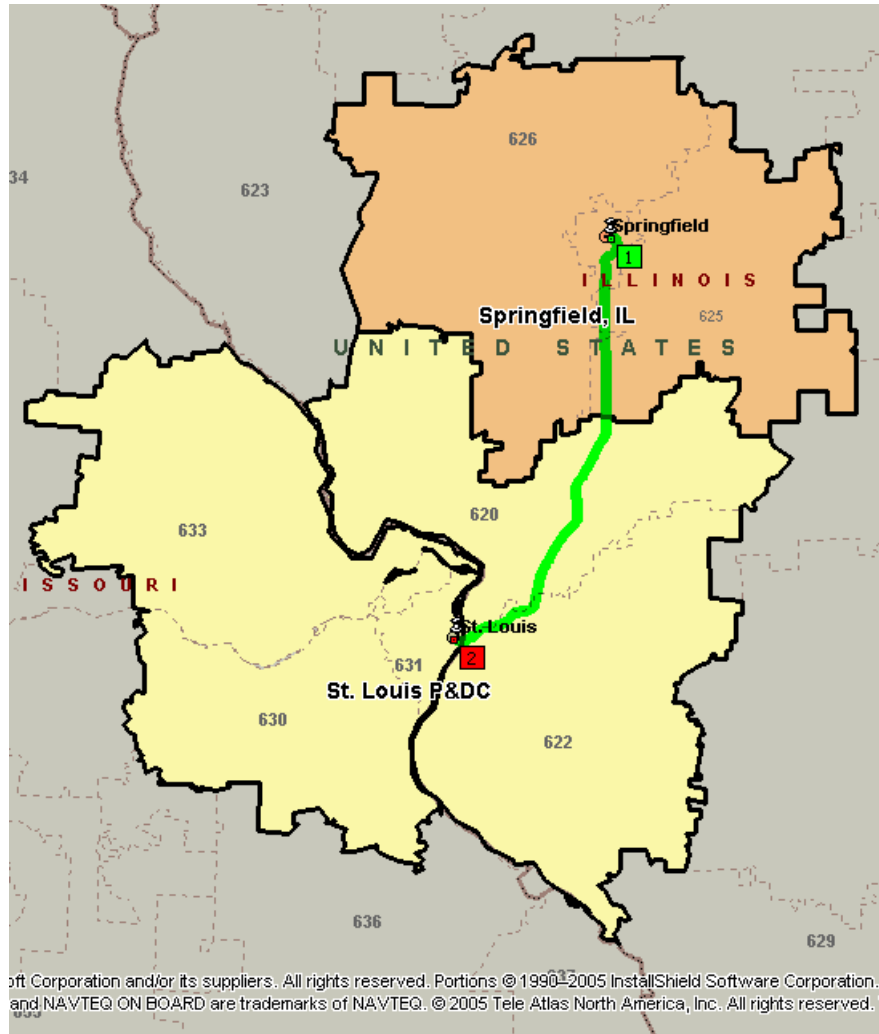 626
34
623
Springfield
1
ILLINOIS
Springfield, IL
625
UNITED STATES
620
633
ISSOURI
St. Louis
631
2
St. Louis P&DC
630
622
636
629
637
oft Corporation and/or its suppliers. All rights reserved. Portions © 1990–2005 InstallShield Software Corporation.
and NAVTEQ ON BOARD are trademarks of NAVTEQ. © 2005 Tele Atlas North America, Inc. All rights reserved.